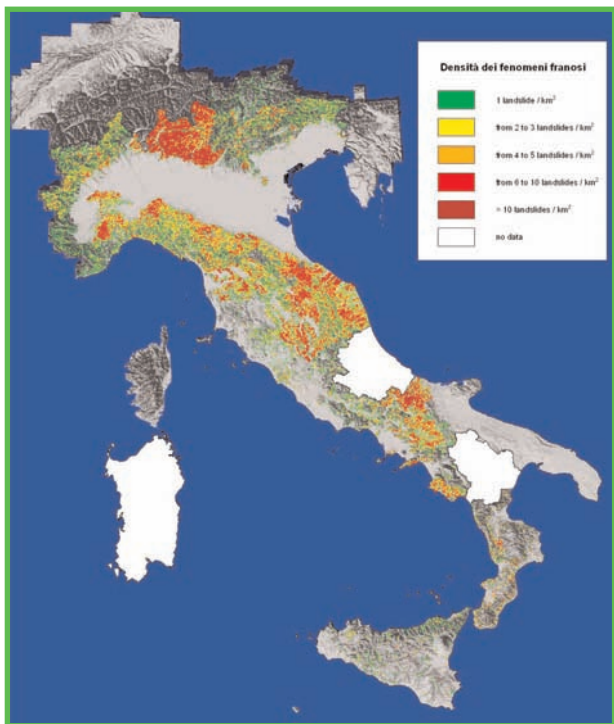 Densità dei fenomeni franosi
1 landslide / km²
from 2 to 3 landslides / km²
from 4 to 5 landslides / km²
from 6 to 10 landslides / km²
> 10 landslides / km²
no data